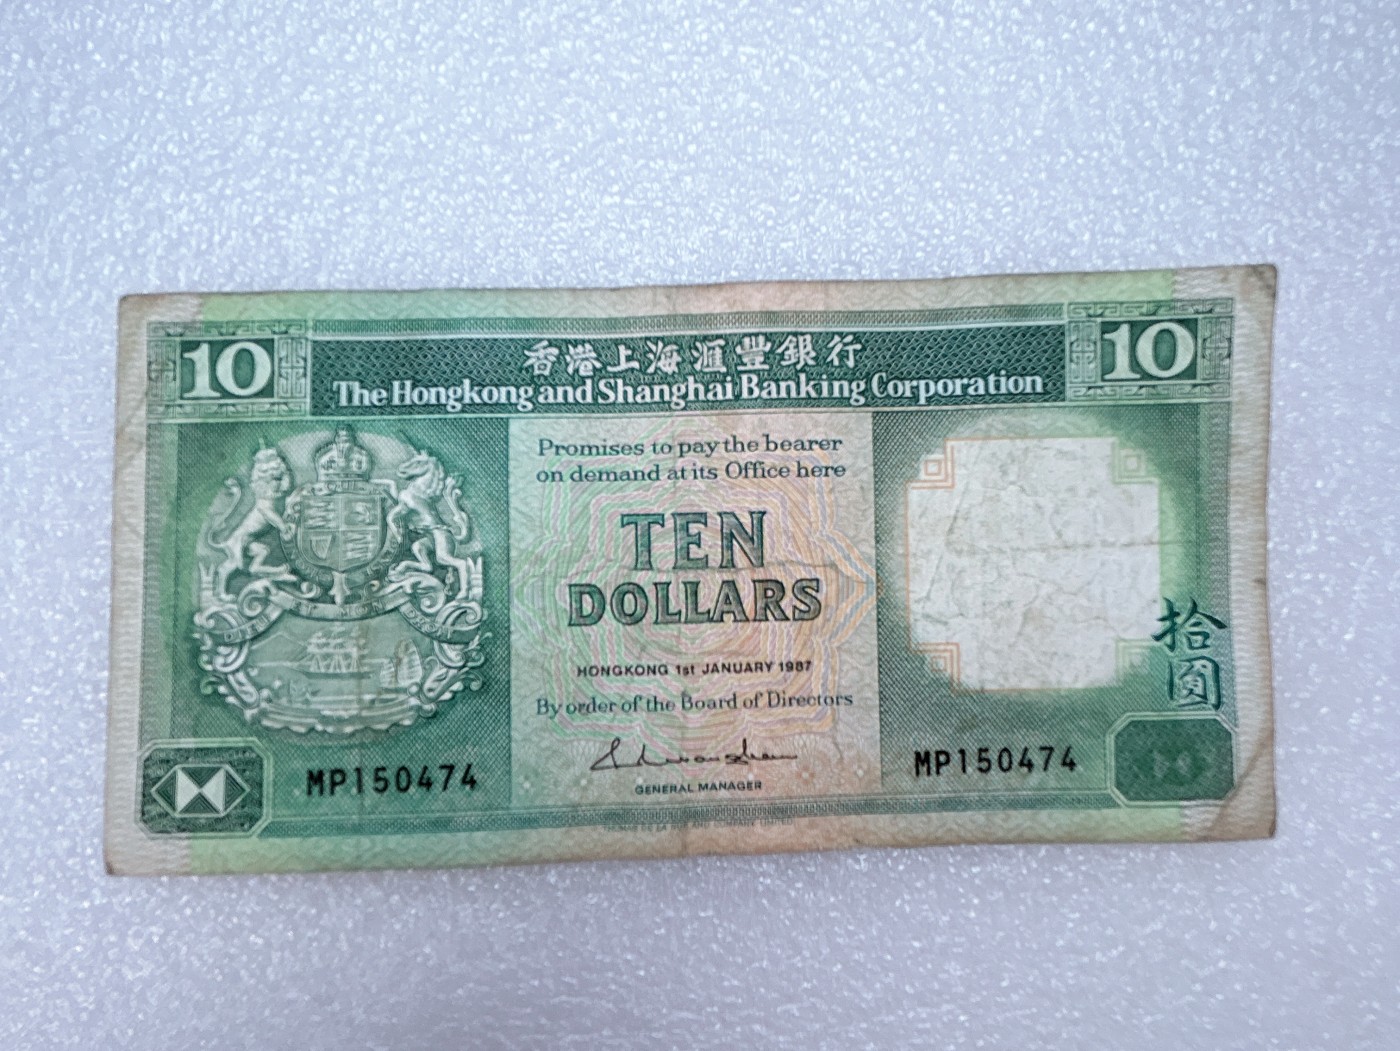 10
10
香港上海滙豐銀行
The Hongkong and Shanghai Banking Corporation
Promises to pay the bearer
on demand at its Office here
TEN
DOLLARS
HONGKONG 1st JANUARY 1987
By order of the Board of Directors
GENERAL MANAGER
拾
圓
MP150474
MP150474